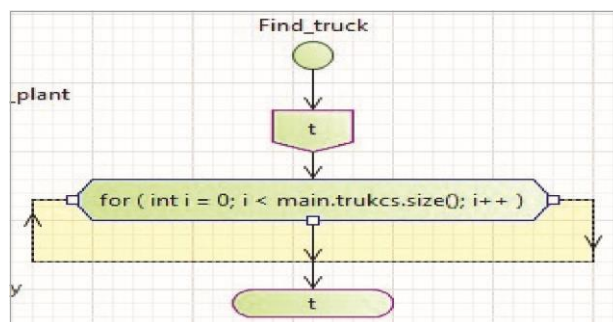 Find_truck
_plant
t
for ( int i = 0; i < main.trukcs.size(); i++ )
y
t